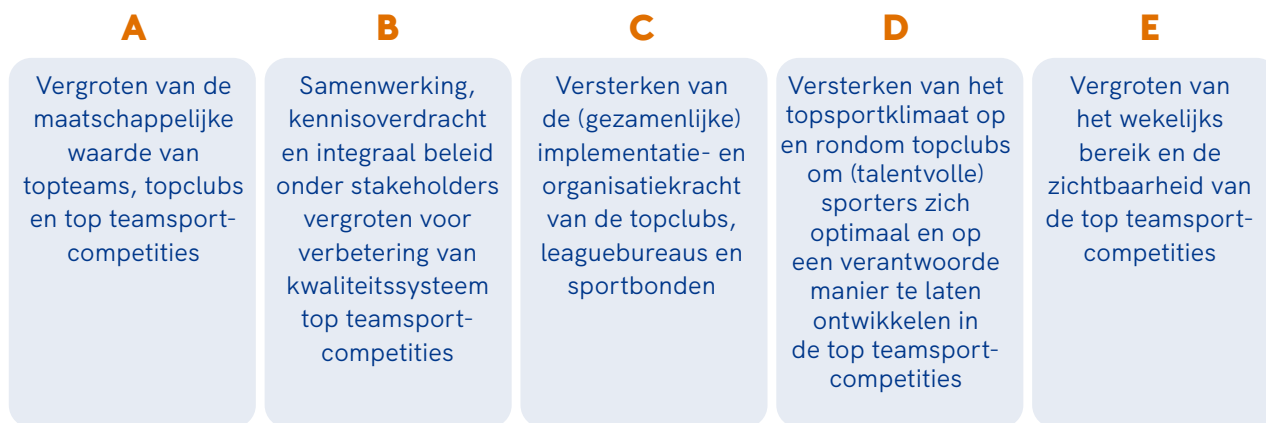 A
Vergroten van de
maatschappelijke
waarde van
topteams, topclubs
en top teamsport-
competities
B
Samenwerking,
kennisoverdracht
en integraal beleid
onder stakeholders
vergroten voor
verbetering van
kwaliteitssysteem
top teamsport-
competities
C
Versterken van
de (gezamenlijke)
implementatie- en
organisatiekracht
van de topclubs,
leaguebureaus en
sportbonden
D
Versterken van het
topsportklimaat op
en rondom topclubs
om (talentvolle)
sporters zich
optimaal en op
een verantwoorde
manier te laten
ontwikkelen in
de top teamsport-
competities
E
Vergroten van
het wekelijks
bereik en de
zichtbaarheid van
de top teamsport-
competities